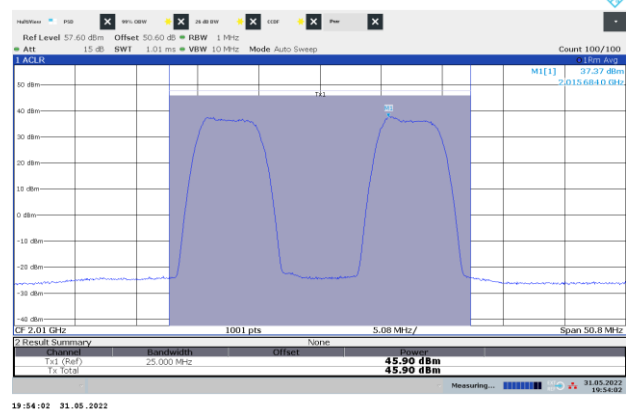 MultiView PSD 99% OBW 26 dB BW CCDF Pwr
Ref Level 57.60 dBm Offset 50.60 dB RBW 1 MHz
Att 15 dB SWT 1.01 ms VBW 10 MHz Mode Auto Sweep Count 100/100
1 ACLR 1Rm Avg
M1[1] 37.37 dBm
2.0156840 GHz
50 dBm
TX1
40 dBm
30 dBm
20 dBm
10 dBm
0 dBm
-10 dBm
-20 dBm
-30 dBm
-40 dBm
CF 2.01 GHz 1001 pts 5.08 MHz/ Span 50.8 MHz
2 Result Summary None
Channel Bandwidth Offset Power
Tx1 (Ref) 25.000 MHz 45.90 dBm
Tx Total 45.90 dBm
Measuring... 31.05.2022
19:54:02
19:54:02 31.05.2022